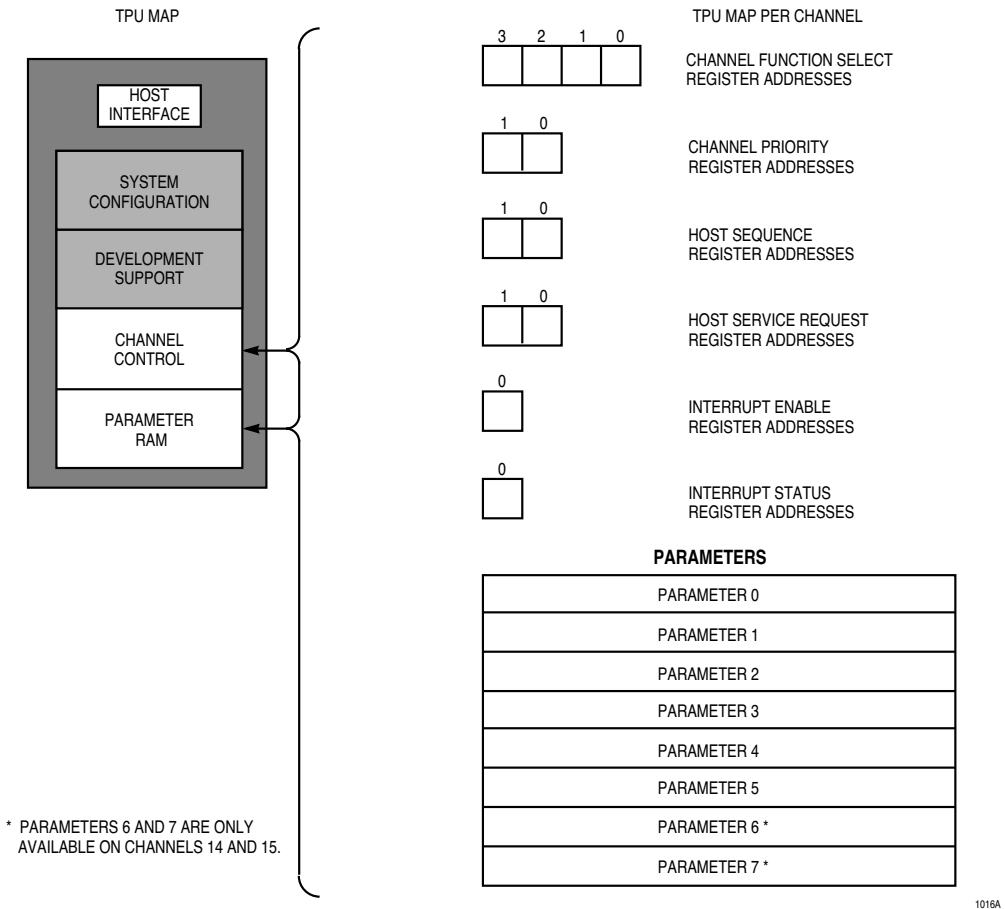 TPU MAP
HOST
INTERFACE
SYSTEM
CONFIGURATION
DEVELOPMENT
SUPPORT
CHANNEL
CONTROL
PARAMETER
RAM
* PARAMETERS 6 AND 7 ARE ONLY
AVAILABLE ON CHANNELS 14 AND 15.
TPU MAP PER CHANNEL
3 2 1 0
CHANNEL FUNCTION SELECT
REGISTER ADDRESSES
1 0
CHANNEL PRIORITY
REGISTER ADDRESSES
1 0
HOST SEQUENCE
REGISTER ADDRESSES
1 0
HOST SERVICE REQUEST
REGISTER ADDRESSES
0
INTERRUPT ENABLE
REGISTER ADDRESSES
0
INTERRUPT STATUS
REGISTER ADDRESSES
PARAMETERS
PARAMETER 0
PARAMETER 1
PARAMETER 2
PARAMETER 3
PARAMETER 4
PARAMETER 5
PARAMETER 6 *
PARAMETER 7 *
1016A